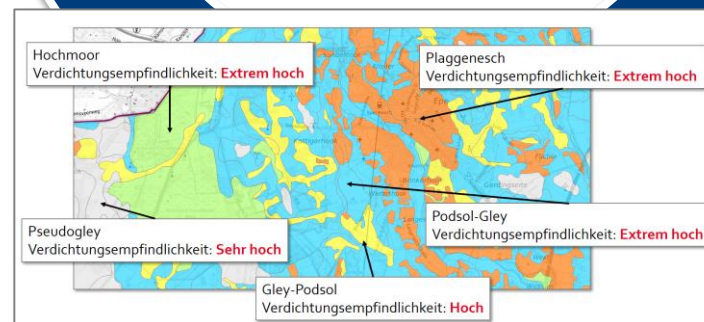 Hochmoor
Verdichtungsempfindlichkeit: Extrem hoch
Plaggenesch
Verdichtungsempfindlichkeit: Extrem hoch
Pseudogley
Verdichtungsempfindlichkeit: Sehr hoch
Podsol-Gley
Verdichtungsempfindlichkeit: Extrem hoch
Gley-Podsol
Verdichtungsempfindlichkeit: Hoch